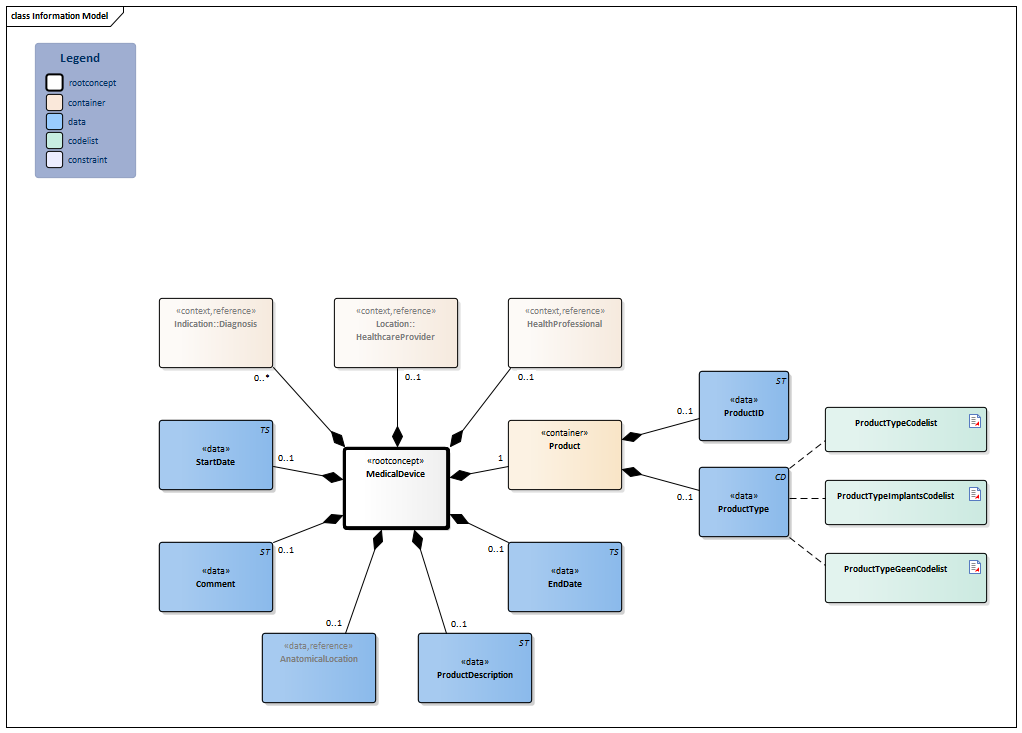 class Information Model
Legend
rootconcept
container
data
codelist
constraint
«context,reference»
Indication::Diagnosis
0..*
«context,reference»
Location::
HealthcareProvider
0..1
«context,reference»
HealthProfessional
0..1
TS
«data»
StartDate
0..1
«rootconcept»
MedicalDevice
«container»
Product
1
ST
«data»
ProductID
0..1
CD
«data»
ProductType
0..1
ProductTypeCodelist
ProductTypeImplantsCodelist
ProductTypeGeenCodelist
ST
«data»
Comment
0..1
TS
«data»
EndDate
0..1
«data,reference»
AnatomicalLocation
0..1
ST
«data»
ProductDescription
0..1